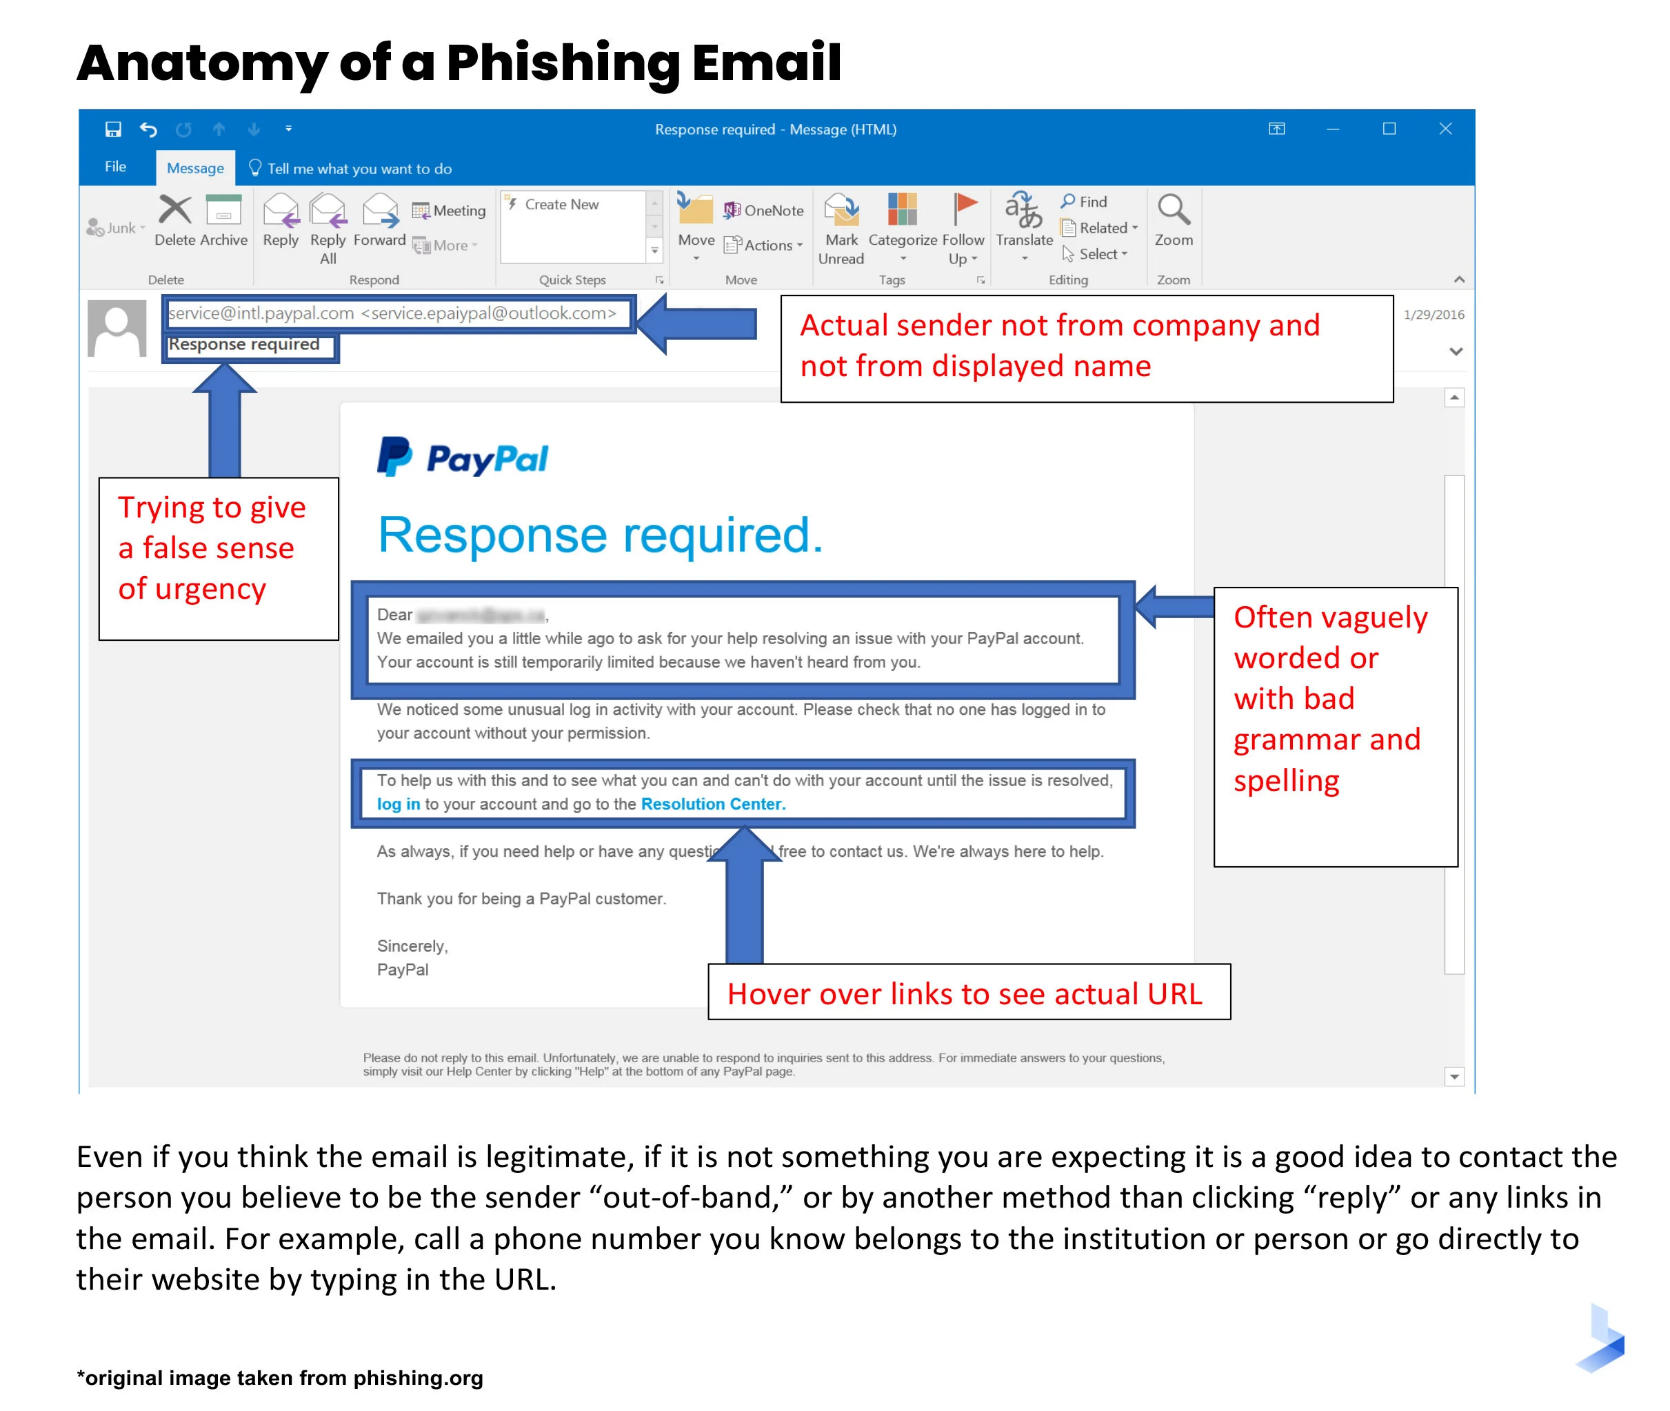 Anatomy of a Phishing Email
Response required - Message (HTML)
File
Message
Tell me what you want to do
Junk
Delete
Archive
Delete
Reply
Reply
All
Forward
Meeting
More
Respond
Create New
Quick Steps
Move
OneNote
Actions
Move
Mark
Unread
Categorize
Follow
Up
Tags
Translate
Find
Related
Select
Editing
Zoom
Zoom
service@intl.paypal.com <service.epaiypal@outlook.com>
Response required
1/29/2016
Actual sender not from company and
not from displayed name
Trying to give
a false sense
of urgency
PayPal
Response required.
Dear ,
We emailed you a little while ago to ask for your help resolving an issue with your PayPal account.
Your account is still temporarily limited because we haven't heard from you.
Often vaguely
worded or
with bad
grammar and
spelling
We noticed some unusual log in activity with your account. Please check that no one has logged in to
your account without your permission.
To help us with this and to see what you can and can't do with your account until the issue is resolved,
log in to your account and go to the Resolution Center.
As always, if you need help or have any free to contact us. We're always here to help.
Thank you for being a PayPal customer.
Sincerely,
PayPal
Hover over links to see actual URL
Please do not reply to this email. Unfortunately, we are unable to respond to inquiries sent to this address. For immediate answers to your questions,
simply visit our Help Center by clicking "Help" at the bottom of any PayPal page.
Even if you think the email is legitimate, if it is not something you are expecting it is a good idea to contact the
person you believe to be the sender “out-of-band,” or by another method than clicking “reply” or any links in
the email. For example, call a phone number you know belongs to the institution or person or go directly to
their website by typing in the URL.
*original image taken from phishing.org